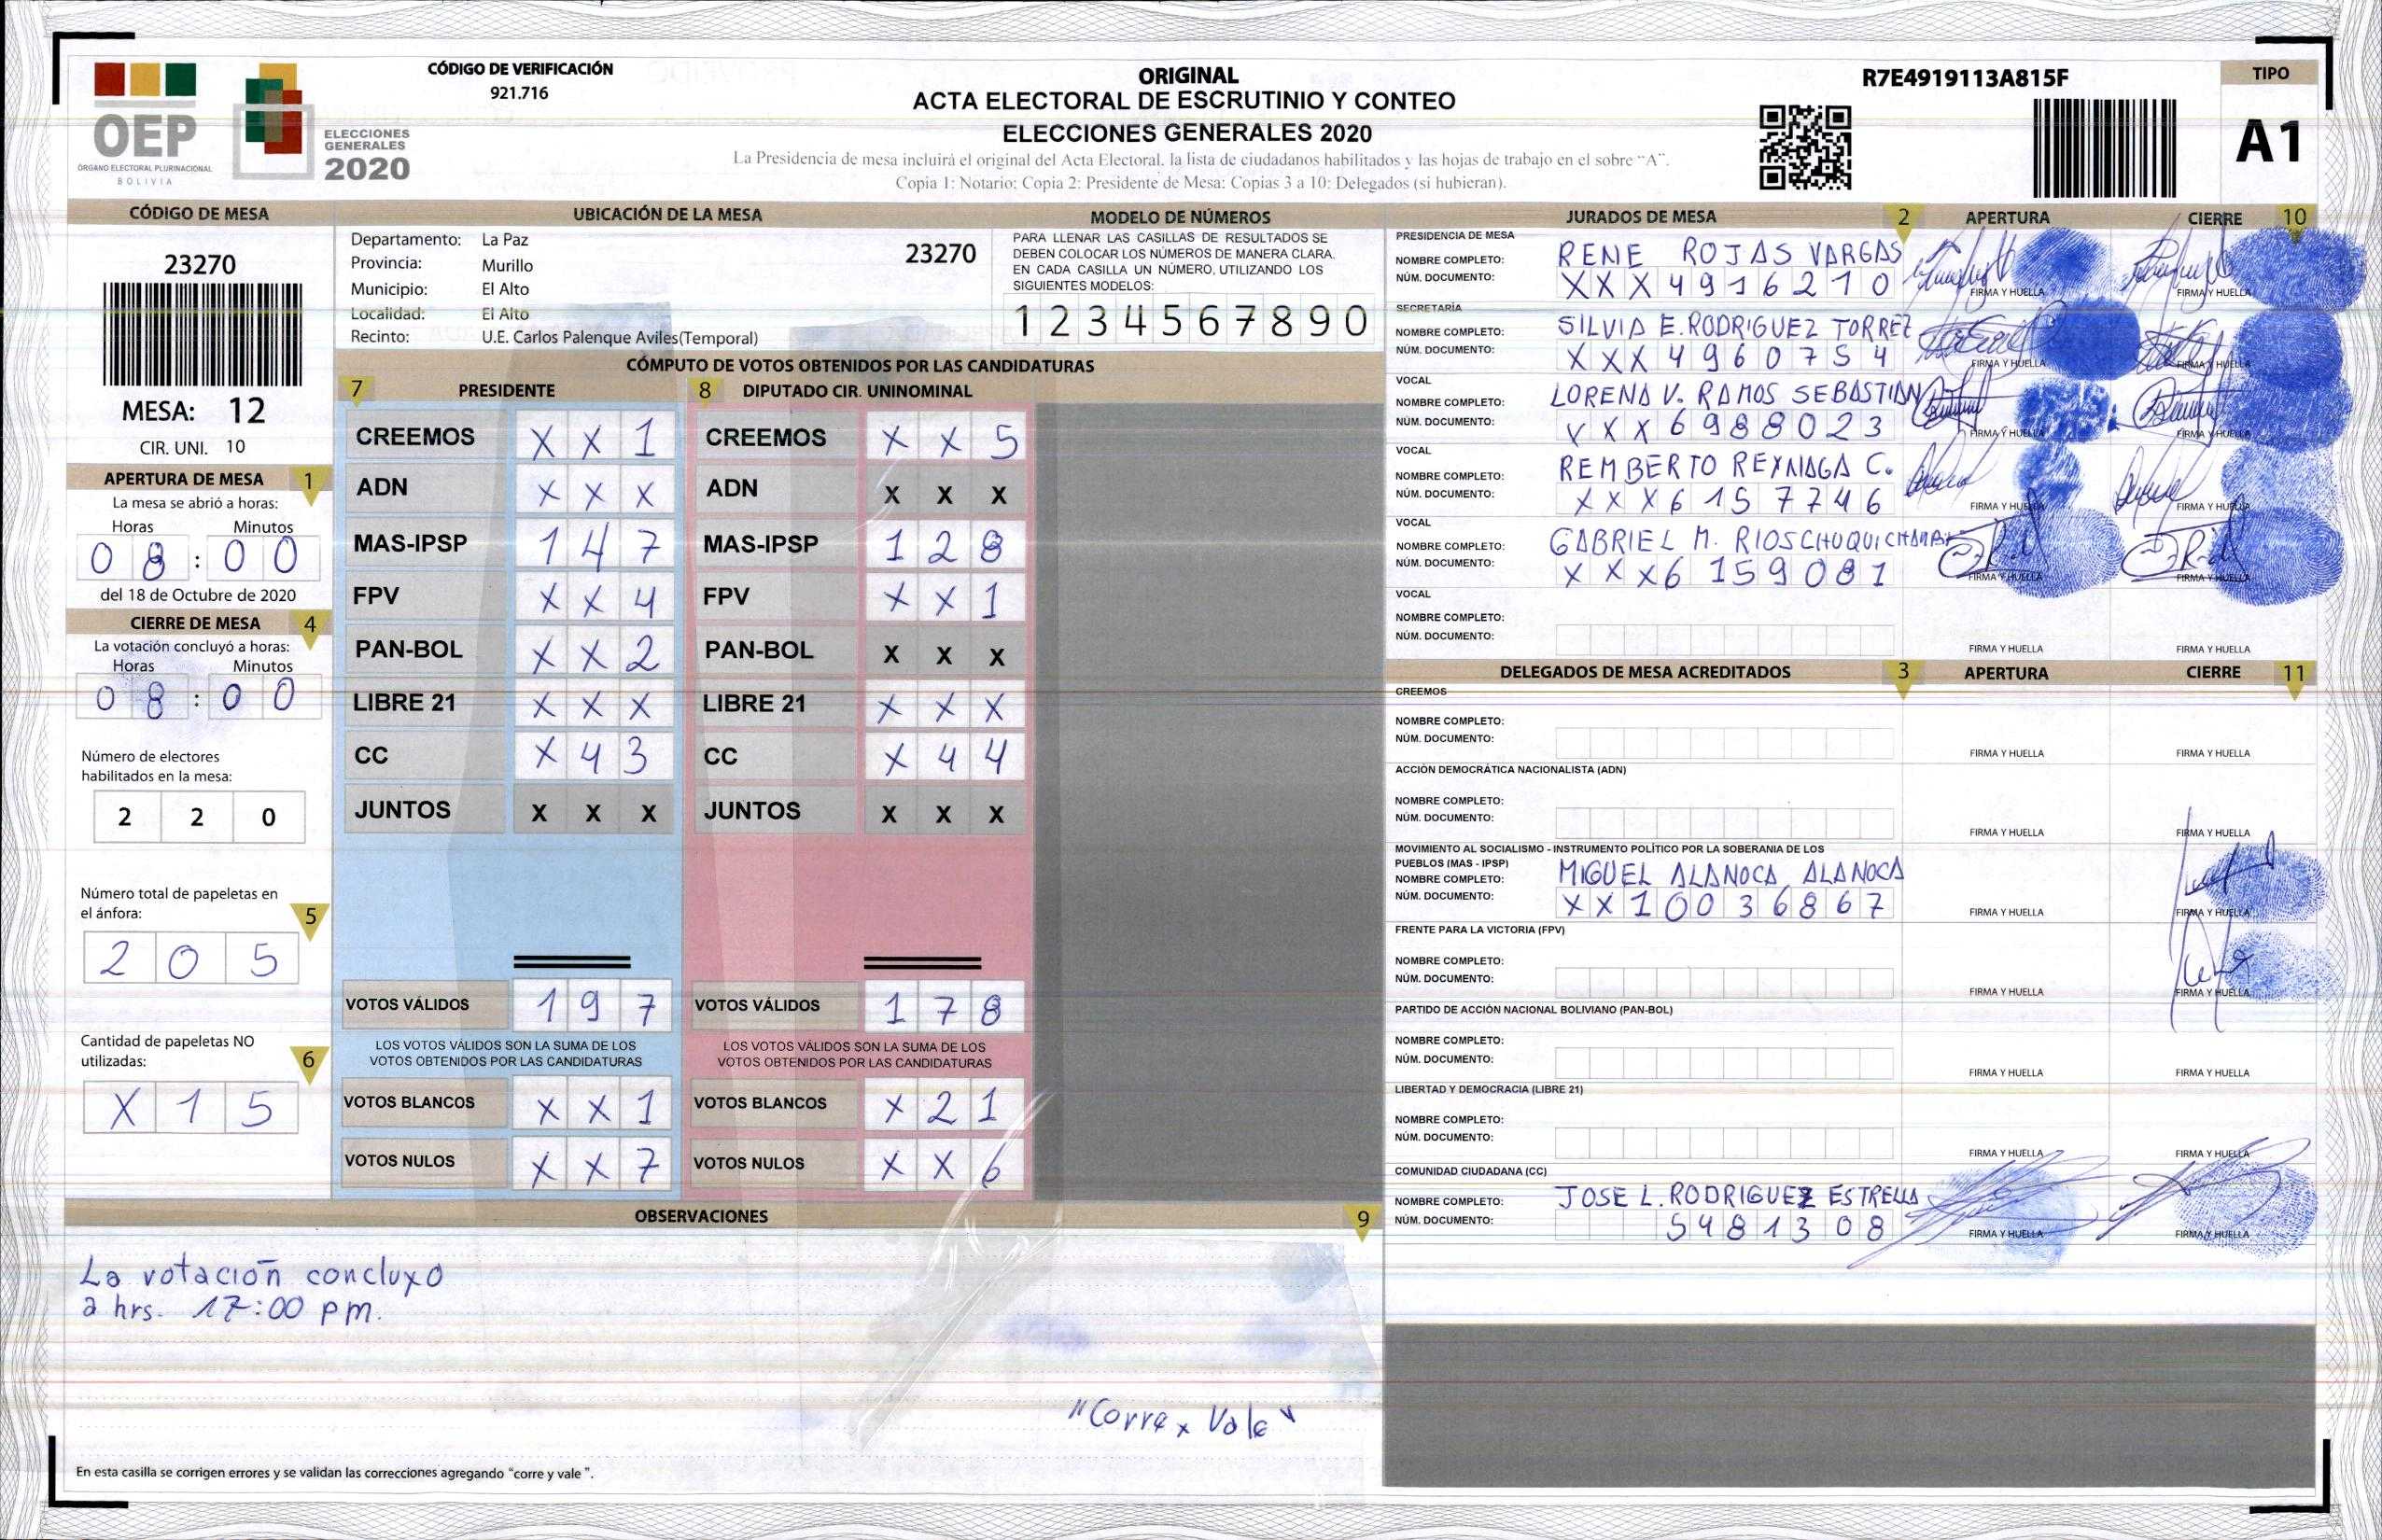 CÓDIGO DE VERIFICACIÓN
921.716
ORIGINAL
ACTA ELECTORAL DE ESCRUTINIO Y CONTEO
ELECCIONES GENERALES 2020
La Presidencia de mesa incluirá el original del Acta Electoral, la lista de ciudadanos habilitados y las hojas de trabajo en el sobre "A".
Copia 1: Notario; Copia 2: Presidente de Mesa; Copias 3 a 10: Delegados (si hubieran).
R7E4919113A815F
TIPO
A1
OEP
ÓRGANO ELECTORAL PLURINACIONAL
BOLIVIA
ELECCIONES
GENERALES
2020
CÓDIGO DE MESA
23270
MESA: 12
CIR. UNI. 10
APERTURA DE MESA 1
La mesa se abrió a horas:
Horas Minutos
08:00
del 18 de Octubre de 2020
CIERRE DE MESA 4
La votación concluyó a horas:
Horas Minutos
08:00
Número de electores
habilitados en la mesa:
220
Número total de papeletas en
el ánfora: 5
205
Cantidad de papeletas NO
utilizadas: 6
X15
UBICACIÓN DE LA MESA
Departamento: La Paz 23270
Provincia: Murillo
Municipio: El Alto
Localidad: El Alto
Recinto: U.E. Carlos Palenque Aviles(Temporal)
MODELO DE NÚMEROS
PARA LLENAR LAS CASILLAS DE RESULTADOS SE
DEBEN COLOCAR LOS NÚMEROS DE MANERA CLARA.
EN CADA CASILLA UN NÚMERO, UTILIZANDO LOS
SIGUIENTES MODELOS:
1 2 3 4 5 6 7 8 9 0
CÓMPUTO DE VOTOS OBTENIDOS POR LAS CANDIDATURAS
7 PRESIDENTE
CREEMOS X X 1
ADN X X X
MAS-IPSP 1 4 7
FPV X X 4
PAN-BOL X X 2
LIBRE 21 X X X
CC X 4 3
JUNTOS X X X
VOTOS VÁLIDOS 1 9 7
LOS VOTOS VÁLIDOS SON LA SUMA DE LOS
VOTOS OBTENIDOS POR LAS CANDIDATURAS
VOTOS BLANCOS X X 1
VOTOS NULOS X X 7
8 DIPUTADO CIR. UNINOMINAL
CREEMOS X X 5
ADN X X X
MAS-IPSP 1 2 8
FPV X X 1
PAN-BOL X X X
LIBRE 21 X X X
CC X 4 4
JUNTOS X X X
VOTOS VÁLIDOS 1 7 8
LOS VOTOS VÁLIDOS SON LA SUMA DE LOS
VOTOS OBTENIDOS POR LAS CANDIDATURAS
VOTOS BLANCOS X 2 1
VOTOS NULOS X X 6
OBSERVACIONES 9
La votación concluyo
a hrs. 17:00 pm.
"Corre x Vale"
En esta casilla se corrigen errores y se validan las correcciones agregando "corre y vale".
JURADOS DE MESA 2 APERTURA CIERRE 10
PRESIDENCIA DE MESA
NOMBRE COMPLETO: RENE ROJAS VARGAS
NÚM. DOCUMENTO: XXX4916210
FIRMA Y HUELLA FIRMA Y HUELLA
SECRETARÍA
NOMBRE COMPLETO: SILVIA E. RODRIGUEZ TORREZ
NÚM. DOCUMENTO: XXX4960754
FIRMA Y HUELLA FIRMA Y HUELLA
VOCAL
NOMBRE COMPLETO: LORENA V. RAMOS SEBASTIAN
NÚM. DOCUMENTO: XXX6988023
FIRMA Y HUELLA FIRMA Y HUELLA
VOCAL
NOMBRE COMPLETO: REMBERTO REYNAGA C.
NÚM. DOCUMENTO: XXX6157746
FIRMA Y HUELLA FIRMA Y HUELLA
VOCAL
NOMBRE COMPLETO: GABRIEL M. RIOS
NÚM. DOCUMENTO: XXX6159081
FIRMA Y HUELLA FIRMA Y HUELLA
VOCAL
NOMBRE COMPLETO:
NÚM. DOCUMENTO:
FIRMA Y HUELLA FIRMA Y HUELLA
DELEGADOS DE MESA ACREDITADOS 3 APERTURA CIERRE 11
CREEMOS
NOMBRE COMPLETO:
NÚM. DOCUMENTO:
FIRMA Y HUELLA FIRMA Y HUELLA
ACCIÓN DEMOCRÁTICA NACIONALISTA (ADN)
NOMBRE COMPLETO:
NÚM. DOCUMENTO:
FIRMA Y HUELLA FIRMA Y HUELLA
MOVIMIENTO AL SOCIALISMO - INSTRUMENTO POLÍTICO POR LA SOBERANIA DE LOS
PUEBLOS (MAS - IPSP)
NOMBRE COMPLETO: MIGUEL ALANOCA ALANOCA
NÚM. DOCUMENTO: XX10036867
FIRMA Y HUELLA FIRMA Y HUELLA
FRENTE PARA LA VICTORIA (FPV)
NOMBRE COMPLETO:
NÚM. DOCUMENTO:
FIRMA Y HUELLA FIRMA Y HUELLA
PARTIDO DE ACCIÓN NACIONAL BOLIVIANO (PAN-BOL)
NOMBRE COMPLETO:
NÚM. DOCUMENTO:
FIRMA Y HUELLA FIRMA Y HUELLA
LIBERTAD Y DEMOCRACIA (LIBRE 21)
NOMBRE COMPLETO:
NÚM. DOCUMENTO:
FIRMA Y HUELLA FIRMA Y HUELLA
COMUNIDAD CIUDADANA (CC)
NOMBRE COMPLETO: JOSE L. RODRIGUEZ ESTRELLA
NÚM. DOCUMENTO: 5481308
FIRMA Y HUELLA FIRMA Y HUELLA